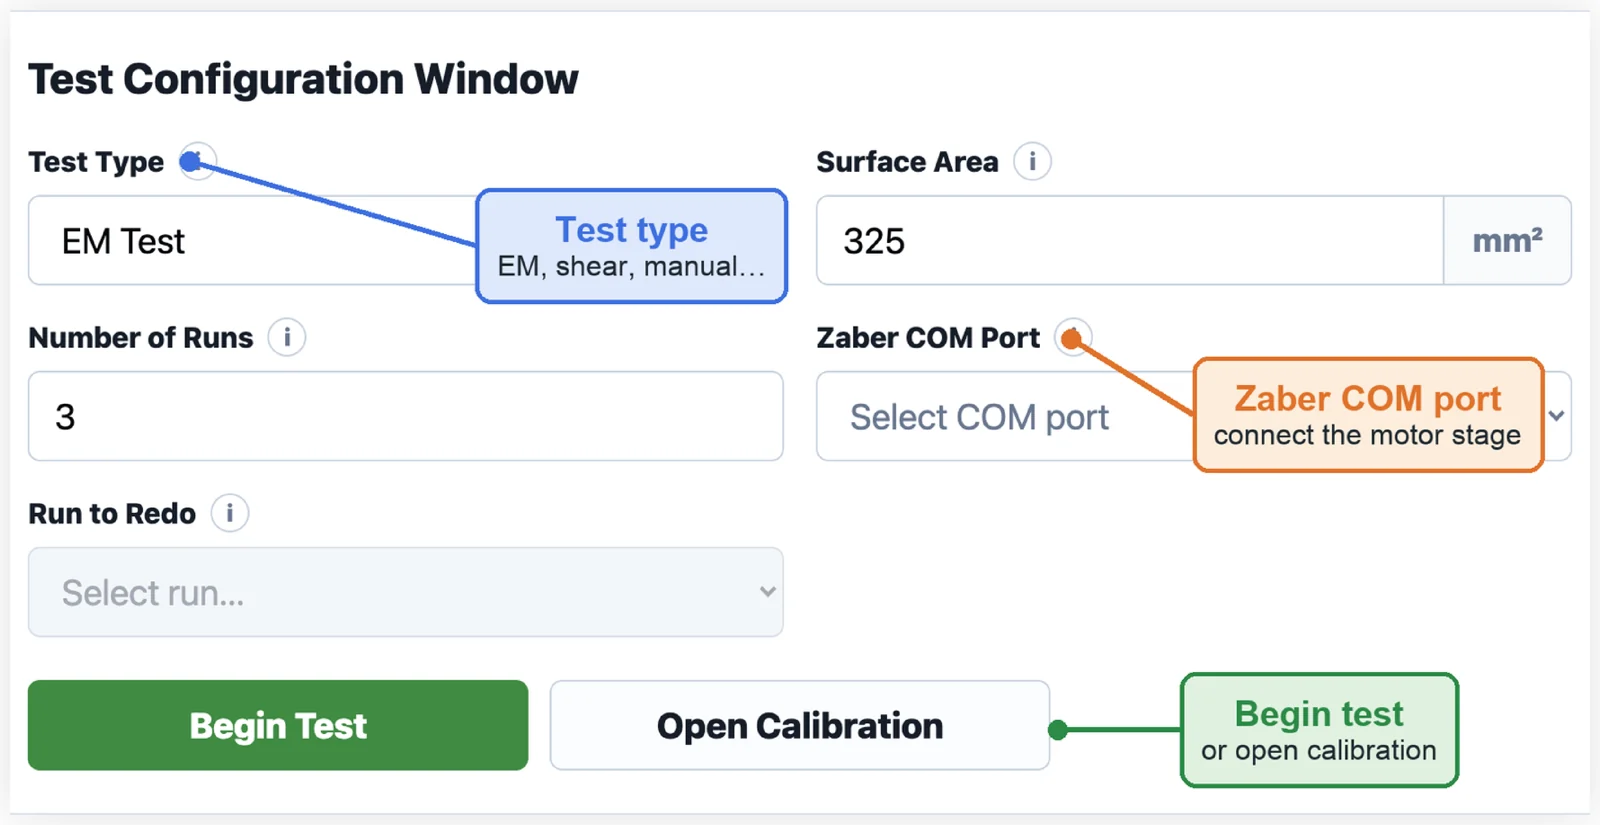 Test Configuration Window
Test Type
Surface Area i
EM Test
Test type
EM, shear, manual...
325
mm²
Number of Runs i
Zaber COM Port
3
Select COM port
Zaber COM port
connect the motor stage
Run to Redo i
Select run...
Begin Test
Open Calibration
Begin test
or open calibration